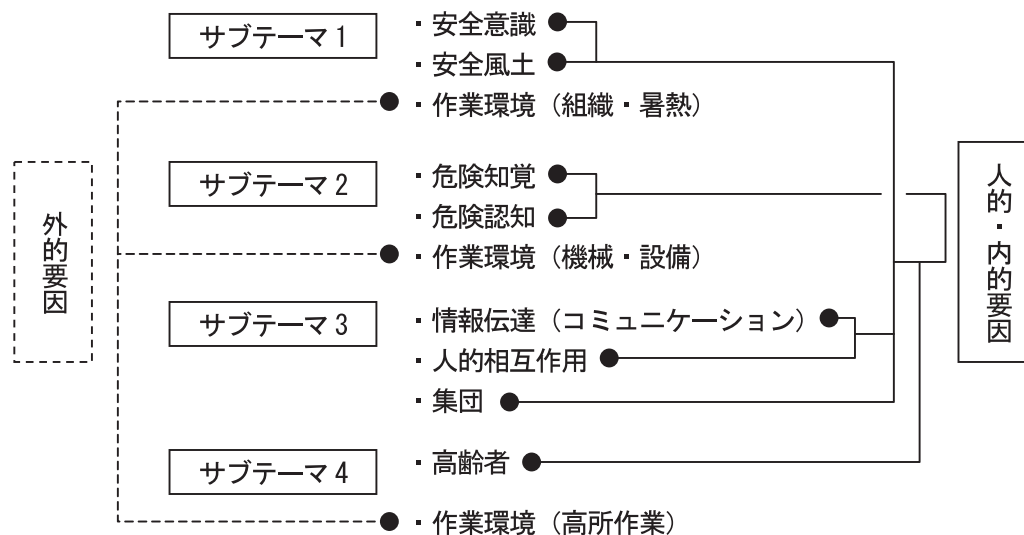 サブテーマ 1
・安全意識
・安全風土
・作業環境（組織・暑熱）
サブテーマ 2
・危険知覚
・危険認知
・作業環境（機械・設備）
サブテーマ 3
・情報伝達（コミュニケーション）
・人的相互作用
・集団
サブテーマ 4
・高齢者
・作業環境（高所作業）
外的要因
人的・内的要因